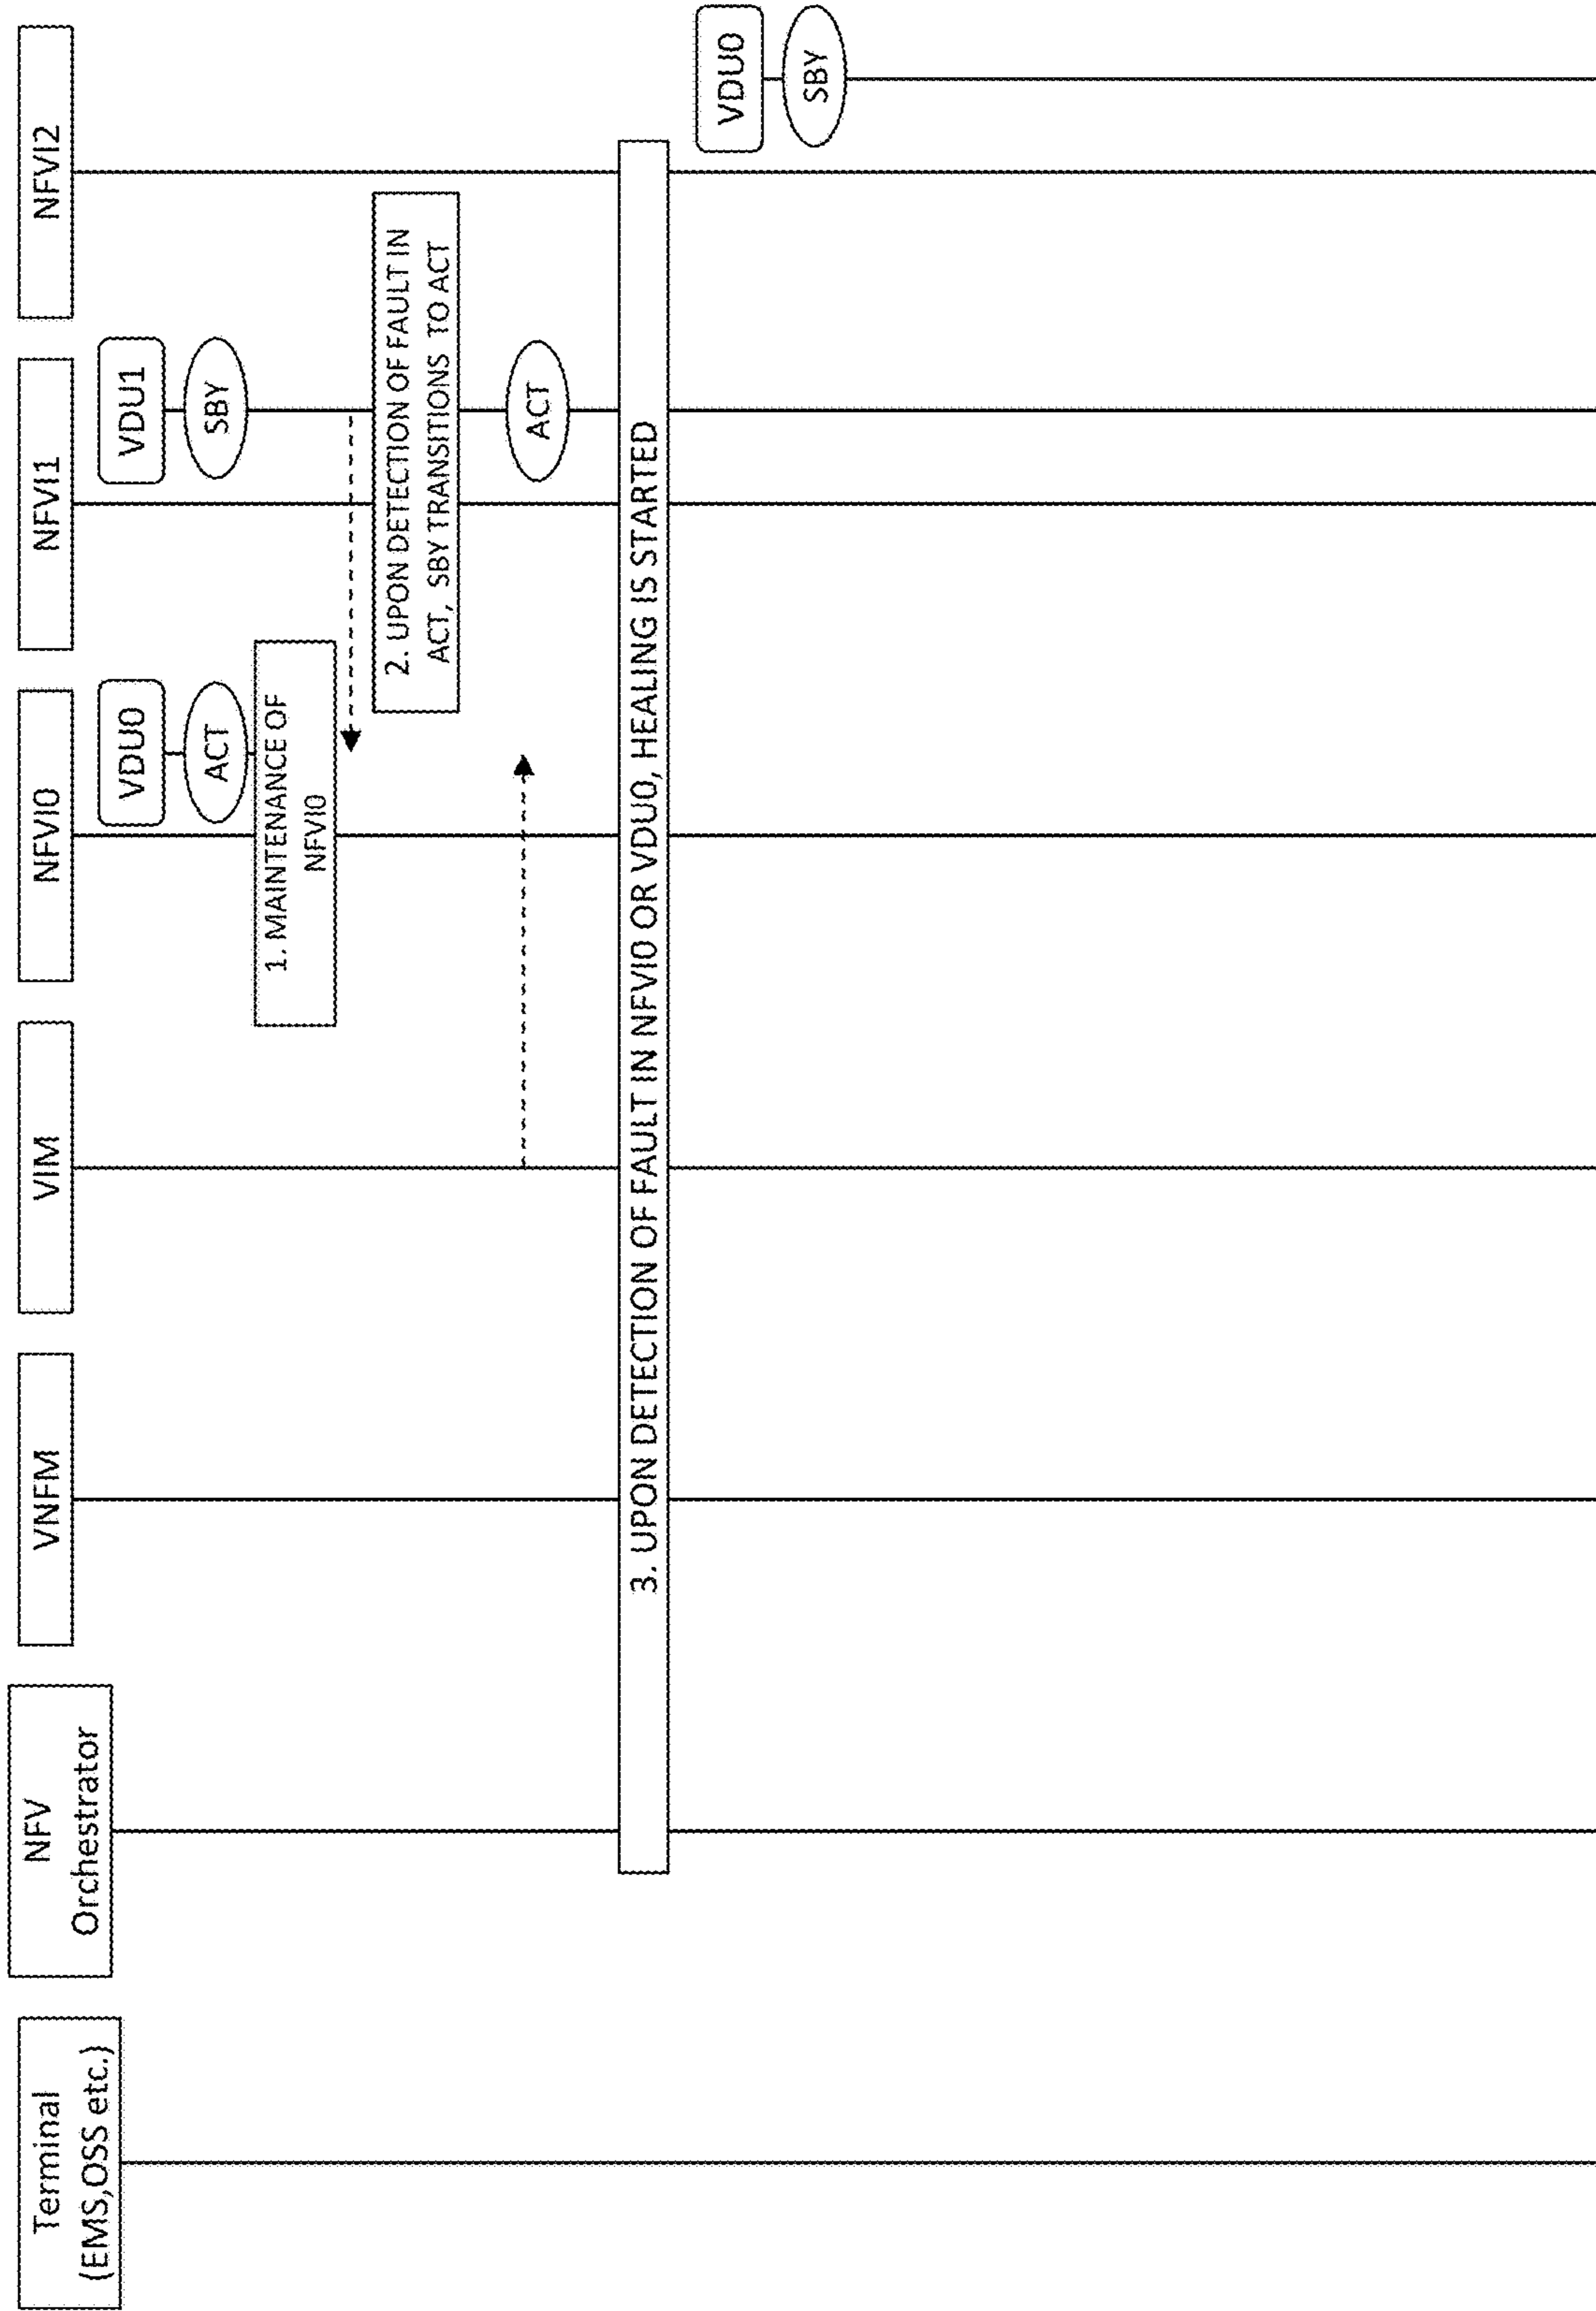 Terminal
(EMS,OSS etc.)
NFV
Orchestrator
VNFM
VIM
NFVI0
NFVI1
NFVI2
VDU0
ACT
VDU1
SBY
1. MAINTENANCE OF
NFVI0
2. UPON DETECTION OF FAULT IN
ACT, SBY TRANSITIONS TO ACT
ACT
3. UPON DETECTION OF FAULT IN NFVI0 OR VDU0, HEALING IS STARTED
VDU0
SBY